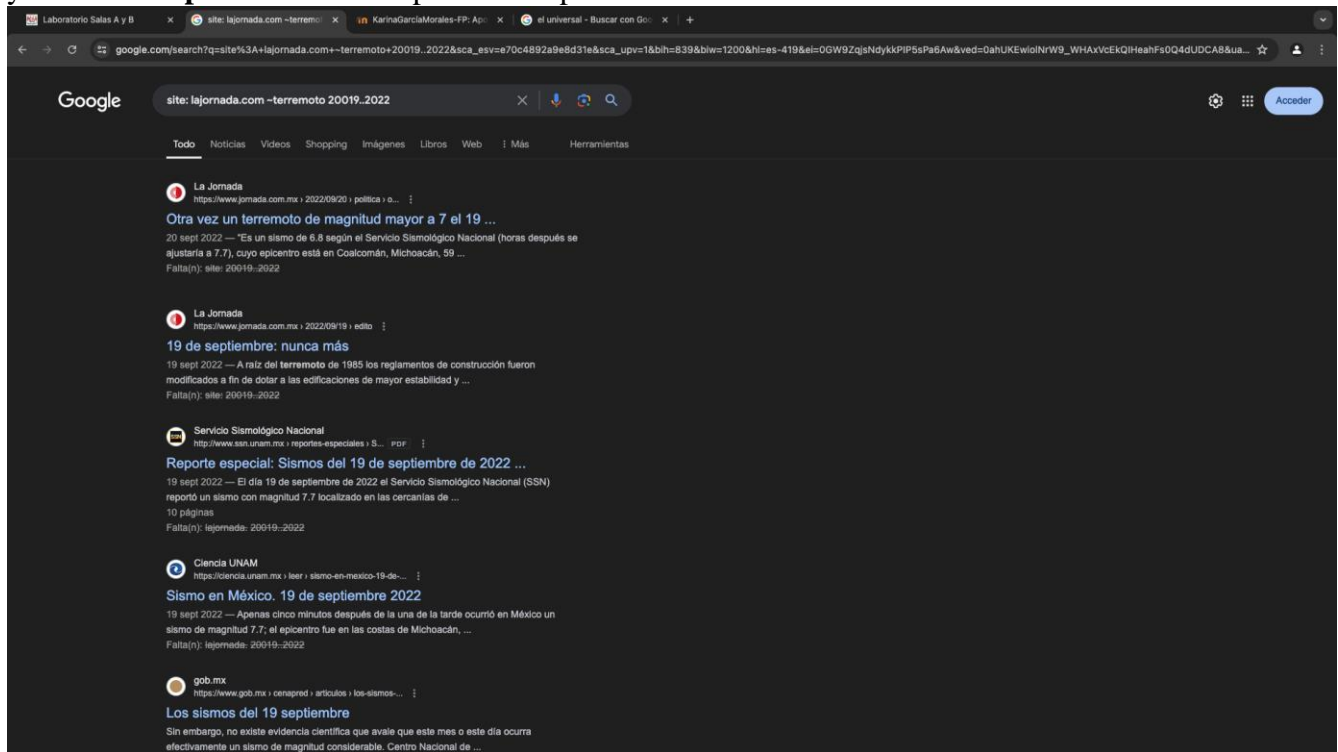 Laboratorio Salas A y B
site: lajornada.com ~terremo
KarinaGarcíaMorales-FP: Apo
el universal - Buscar con Goo
google.com/search?q=site%3A+lajornada.com+~terremoto+20019..2022&sca_esv=e70c4892a9e8d31e&sca_upv=1&bih=839&biw=1200&hl=es-419&ei=0GW9ZqjsNdykkPIP5sPa6Aw&ved=0ahUKEwiolNrW9_WHAxVcEkQIHeahFs0Q4dUDCA8&ua...
Google
site: lajornada.com ~terremoto 20019..2022
Acceder
Todo Noticias Videos Shopping Imágenes Libros Web Más Herramientas
La Jornada
https://www.jornada.com.mx › 2022/09/20 › politica › o...
Otra vez un terremoto de magnitud mayor a 7 el 19 ...
20 sept 2022 — "Es un sismo de 6.8 según el Servicio Sismológico Nacional (horas después se
ajustaría a 7.7), cuyo epicentro está en Coalcomán, Michoacán, 59 ...
Falta(n): site: 20019..2022
La Jornada
https://www.jornada.com.mx › 2022/09/19 › edito
19 de septiembre: nunca más
19 sept 2022 — A raíz del terremoto de 1985 los reglamentos de construcción fueron
modificados a fin de dotar a las edificaciones de mayor estabilidad y ...
Falta(n): site: 20019..2022
SSN
Servicio Sismológico Nacional
http://www.ssn.unam.mx › reportes-especiales › S... PDF
Reporte especial: Sismos del 19 de septiembre de 2022 ...
19 sept 2022 — El día 19 de septiembre de 2022 el Servicio Sismológico Nacional (SSN)
reportó un sismo con magnitud 7.7 localizado en las cercanías de ...
10 páginas
Falta(n): lajornada. 20019..2022
Ciencia UNAM
https://ciencia.unam.mx › leer › sismo-en-mexico-19-de-...
Sismo en México. 19 de septiembre 2022
19 sept 2022 — Apenas cinco minutos después de la una de la tarde ocurrió en México un
sismo de magnitud 7.7; el epicentro fue en las costas de Michoacán, ...
Falta(n): lajornada. 20019..2022
gob.mx
https://www.gob.mx › cenapred › articulos › los-sismos-...
Los sismos del 19 septiembre
Sin embargo, no existe evidencia científica que avale que este mes o este día ocurra
efectivamente un sismo de magnitud considerable. Centro Nacional de ...